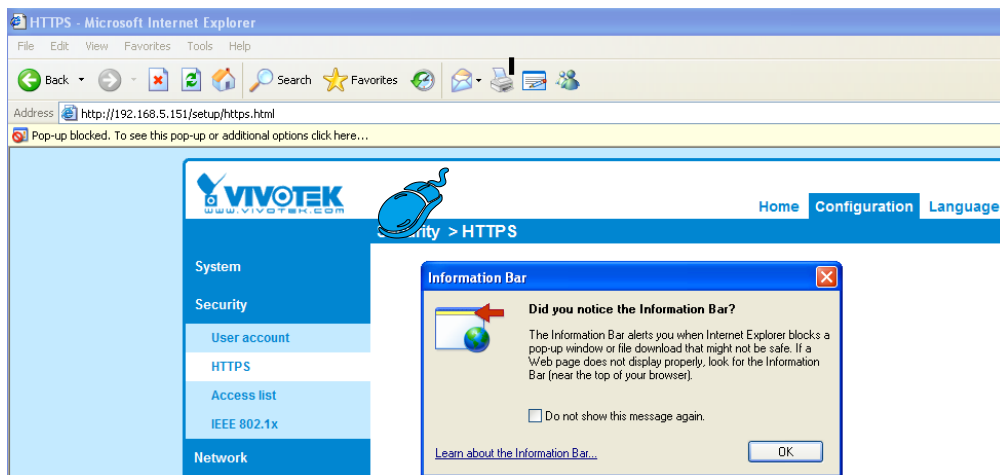 HTTPS - Microsoft Internet Explorer
File Edit View Favorites Tools Help
Back Search Favorites
Address http://192.168.5.151/setup/https.html
Pop-up blocked. To see this pop-up or additional options click here...
VIVOTEK
www.vivotek.com
Home Configuration Language
Security > HTTPS
System
Security
User account
HTTPS
Access list
IEEE 802.1x
Network
Information Bar
Did you notice the Information Bar?
The Information Bar alerts you when Internet Explorer blocks a
pop-up window or file download that might not be safe. If a
Web page does not display properly, look for the Information
Bar (near the top of your browser).
Do not show this message again.
Learn about the Information Bar...
OK